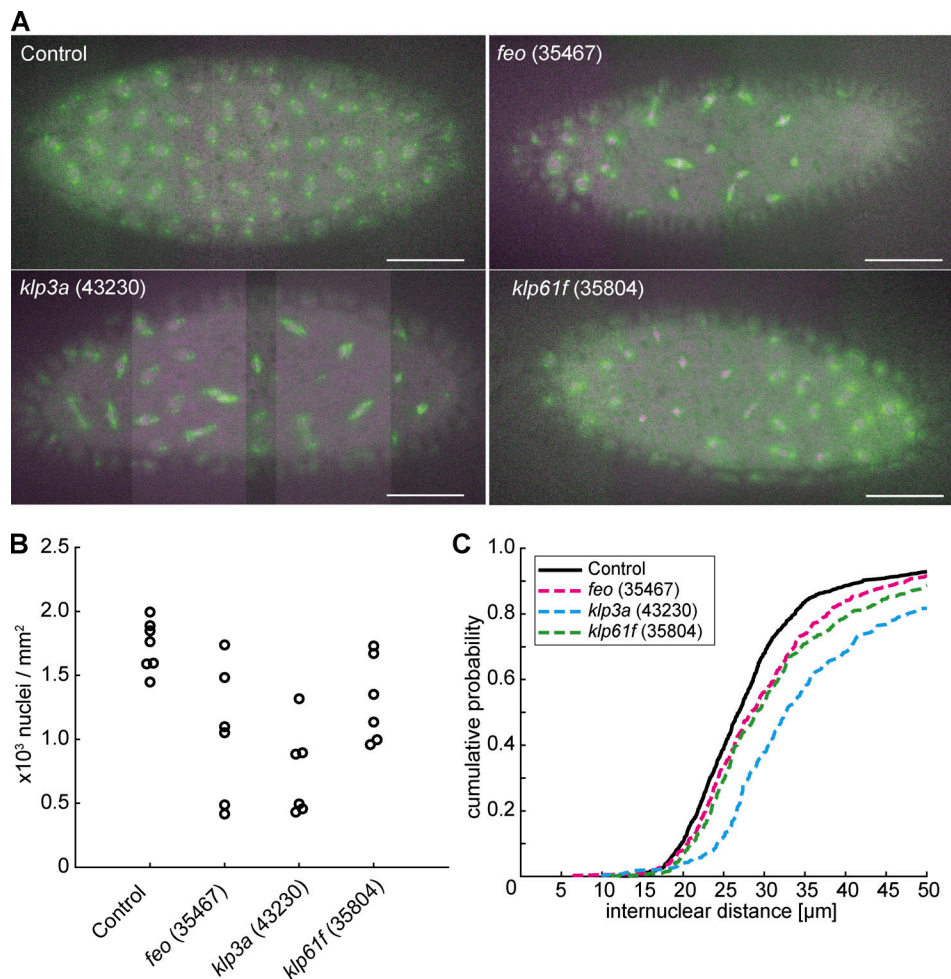 A
Control
feo (35467)
klp3a (43230)
klp61f (35804)
B
2.5
2.0
1.5
1.0
0.5
0
x10³ nuclei / mm²
Control
feo (35467)
klp3a (43230)
klp61f (35804)
C
1.0
0.8
0.6
0.4
0.2
0
cumulative probability
Control
feo (35467)
klp3a (43230)
klp61f (35804)
5 10 15 20 25 30 35 40 45 50
internuclear distance [µm]